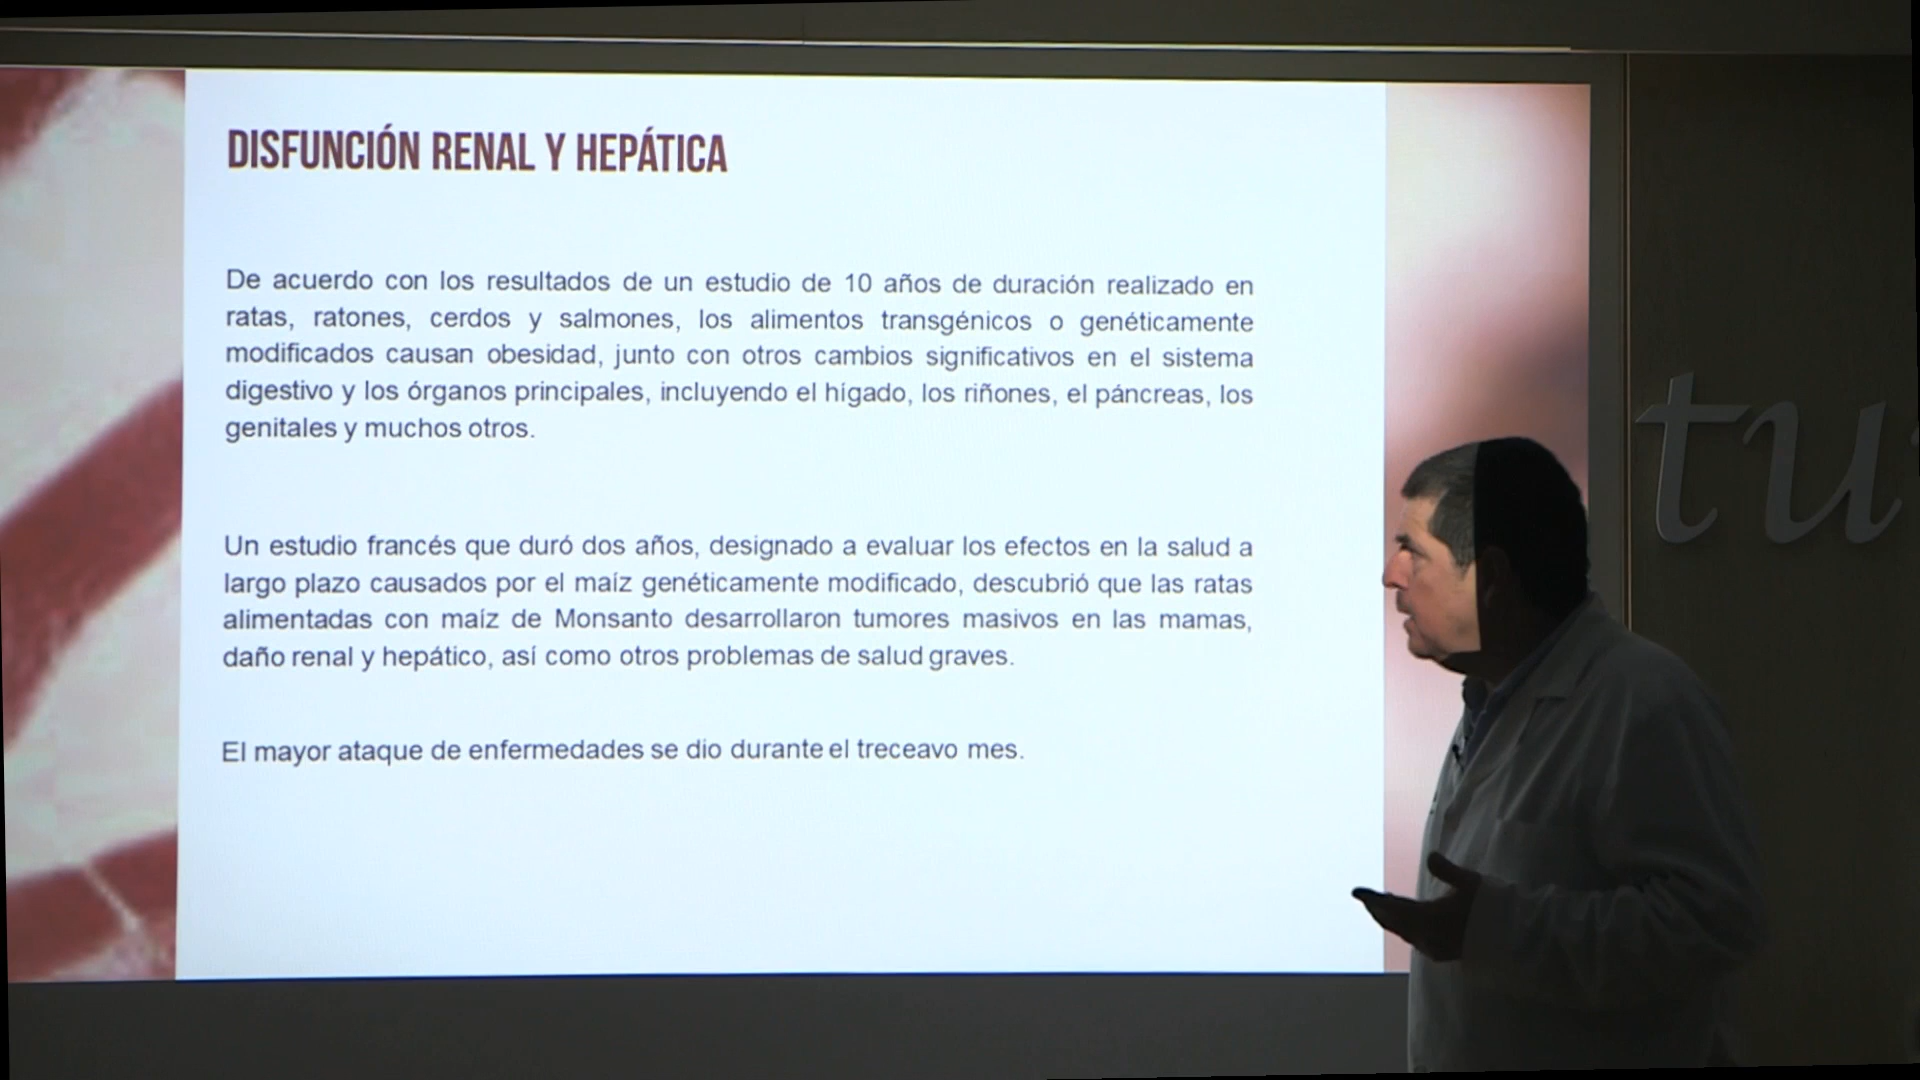 DISFUNCIÓN RENAL Y HEPÁTICA
De acuerdo con los resultados de un estudio de 10 años de duración realizado en
ratas, ratones, cerdos y salmones, los alimentos transgénicos o genéticamente
modificados causan obesidad, junto con otros cambios significativos en el sistema
digestivo y los órganos principales, incluyendo el hígado, los riñones, el páncreas, los
genitales y muchos otros.
Un estudio francés que duró dos años, designado a evaluar los efectos en la salud a
largo plazo causados por el maíz genéticamente modificado, descubrió que las ratas
alimentadas con maíz de Monsanto desarrollaron tumores masivos en las mamas,
daño renal y hepático, así como otros problemas de salud graves.
El mayor ataque de enfermedades se dio durante el treceavo mes.